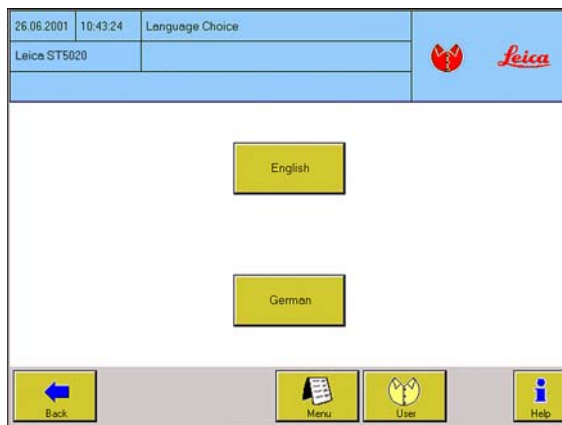 26.06.2001 10:43:24 Language Choice
Leica ST5020
Leica
English
German
Back Menu User Help